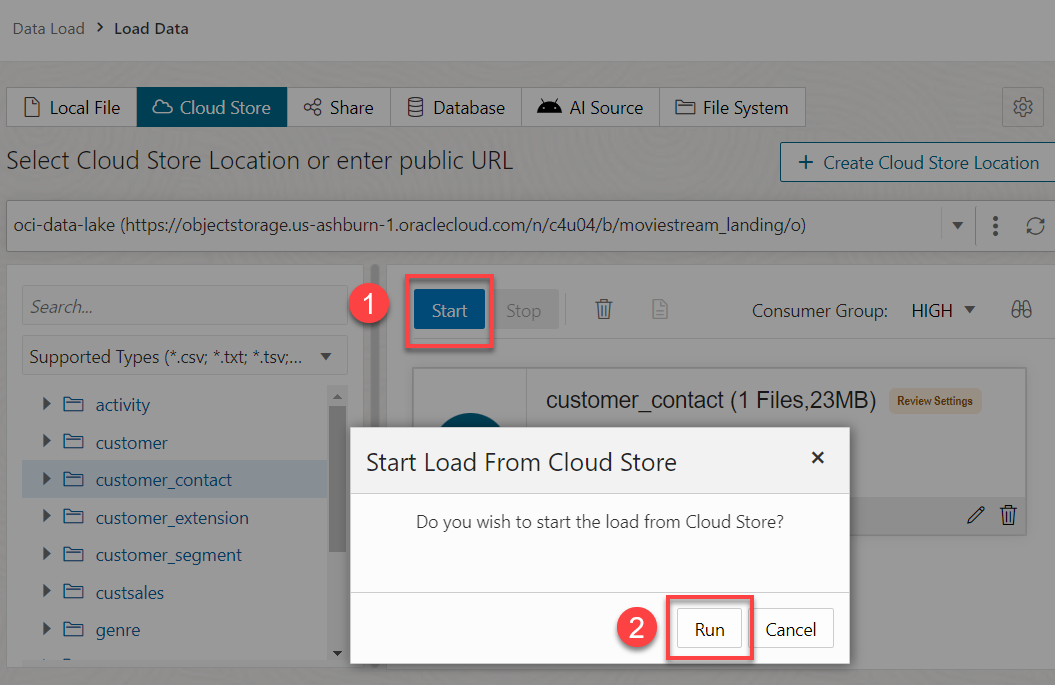 Data Load > Load Data
Local File
Cloud Store
Share
Database
AI Source
File System
Select Cloud Store Location or enter public URL
+ Create Cloud Store Location
oci-data-lake (https://objectstorage.us-ashburn-1.oraclecloud.com/n/c4u04/b/moviestream_landing/o)
Search...
Supported Types (*.csv; *.txt; *.tsv;...
activity
customer
customer_contact
customer_extension
customer_segment
custsales
genre
1
Start
Stop
Consumer Group: HIGH
customer_contact (1 Files,23MB)
Review Settings
Start Load From Cloud Store
Do you wish to start the load from Cloud Store?
2
Run
Cancel